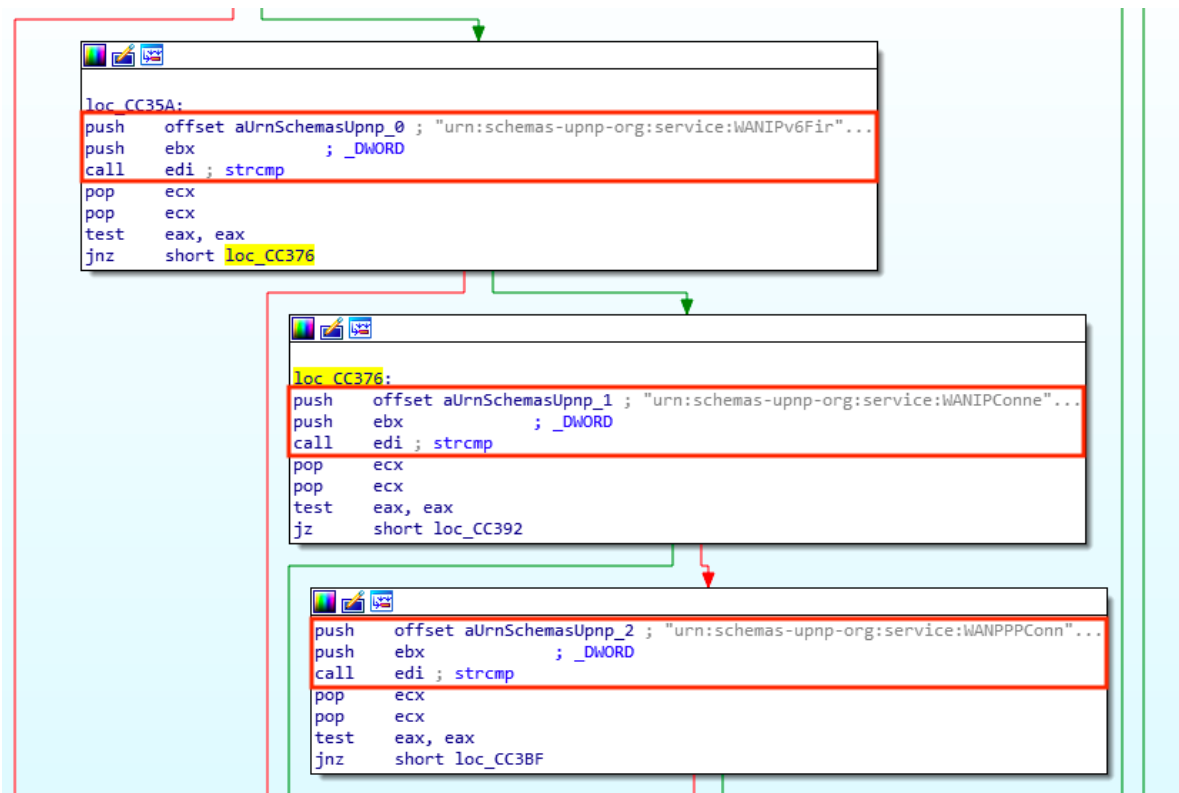 loc_CC35A:
push offset aUrnSchemasUpnp_0 ; "urn:schemas-upnp-org:service:WANIPv6Fir"...
push ebx ; _DWORD
call edi ; strcmp
pop ecx
pop ecx
test eax, eax
jnz short loc_CC376
loc_CC376:
push offset aUrnSchemasUpnp_1 ; "urn:schemas-upnp-org:service:WANIPConne"...
push ebx ; _DWORD
call edi ; strcmp
pop ecx
pop ecx
test eax, eax
jz short loc_CC392
push offset aUrnSchemasUpnp_2 ; "urn:schemas-upnp-org:service:WANPPPConn"...
push ebx ; _DWORD
call edi ; strcmp
pop ecx
pop ecx
test eax, eax
jnz short loc_CC3BF